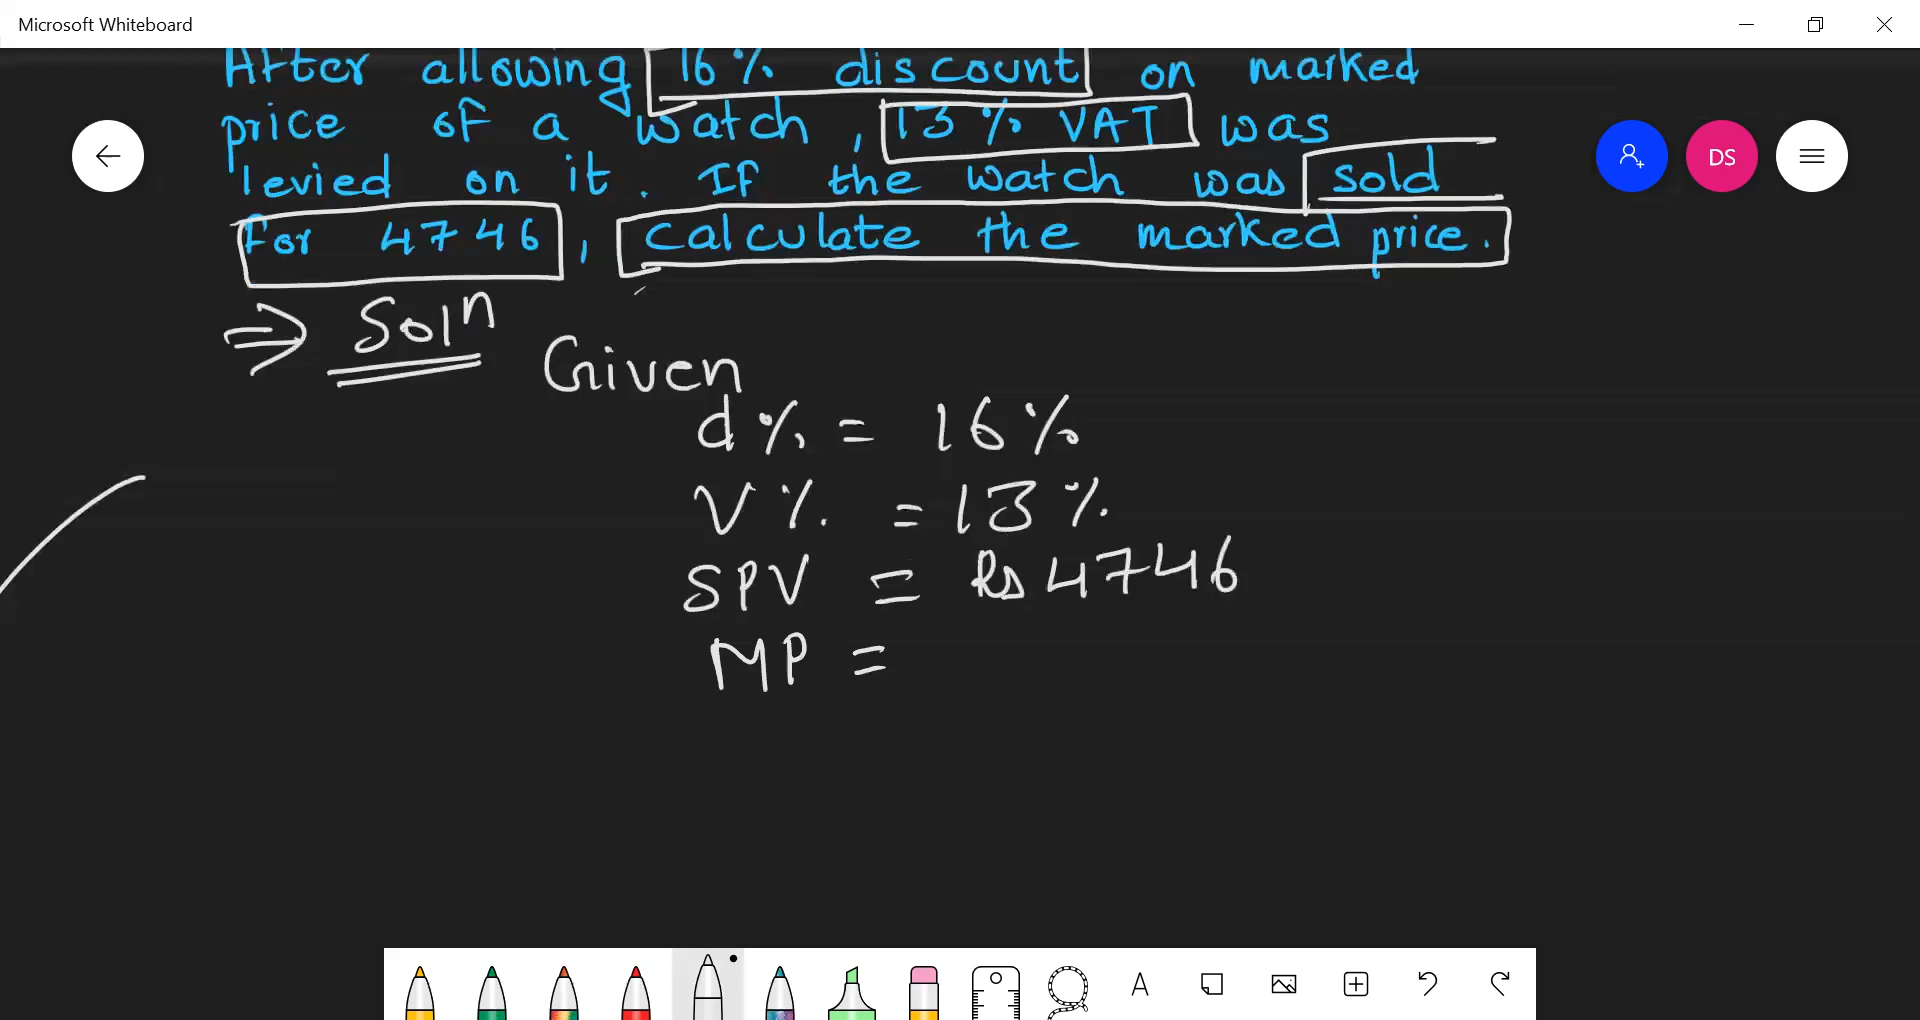 Microsoft Whiteboard
After allowing 16% discount on marked
price of a watch, 13% VAT was
levied on it. If the watch was sold
For 4746, calculate the marked price.
⇒ Solⁿ
Given
d% = 16%
V% = 13%
SPV = Rs 4746
MP =
DS